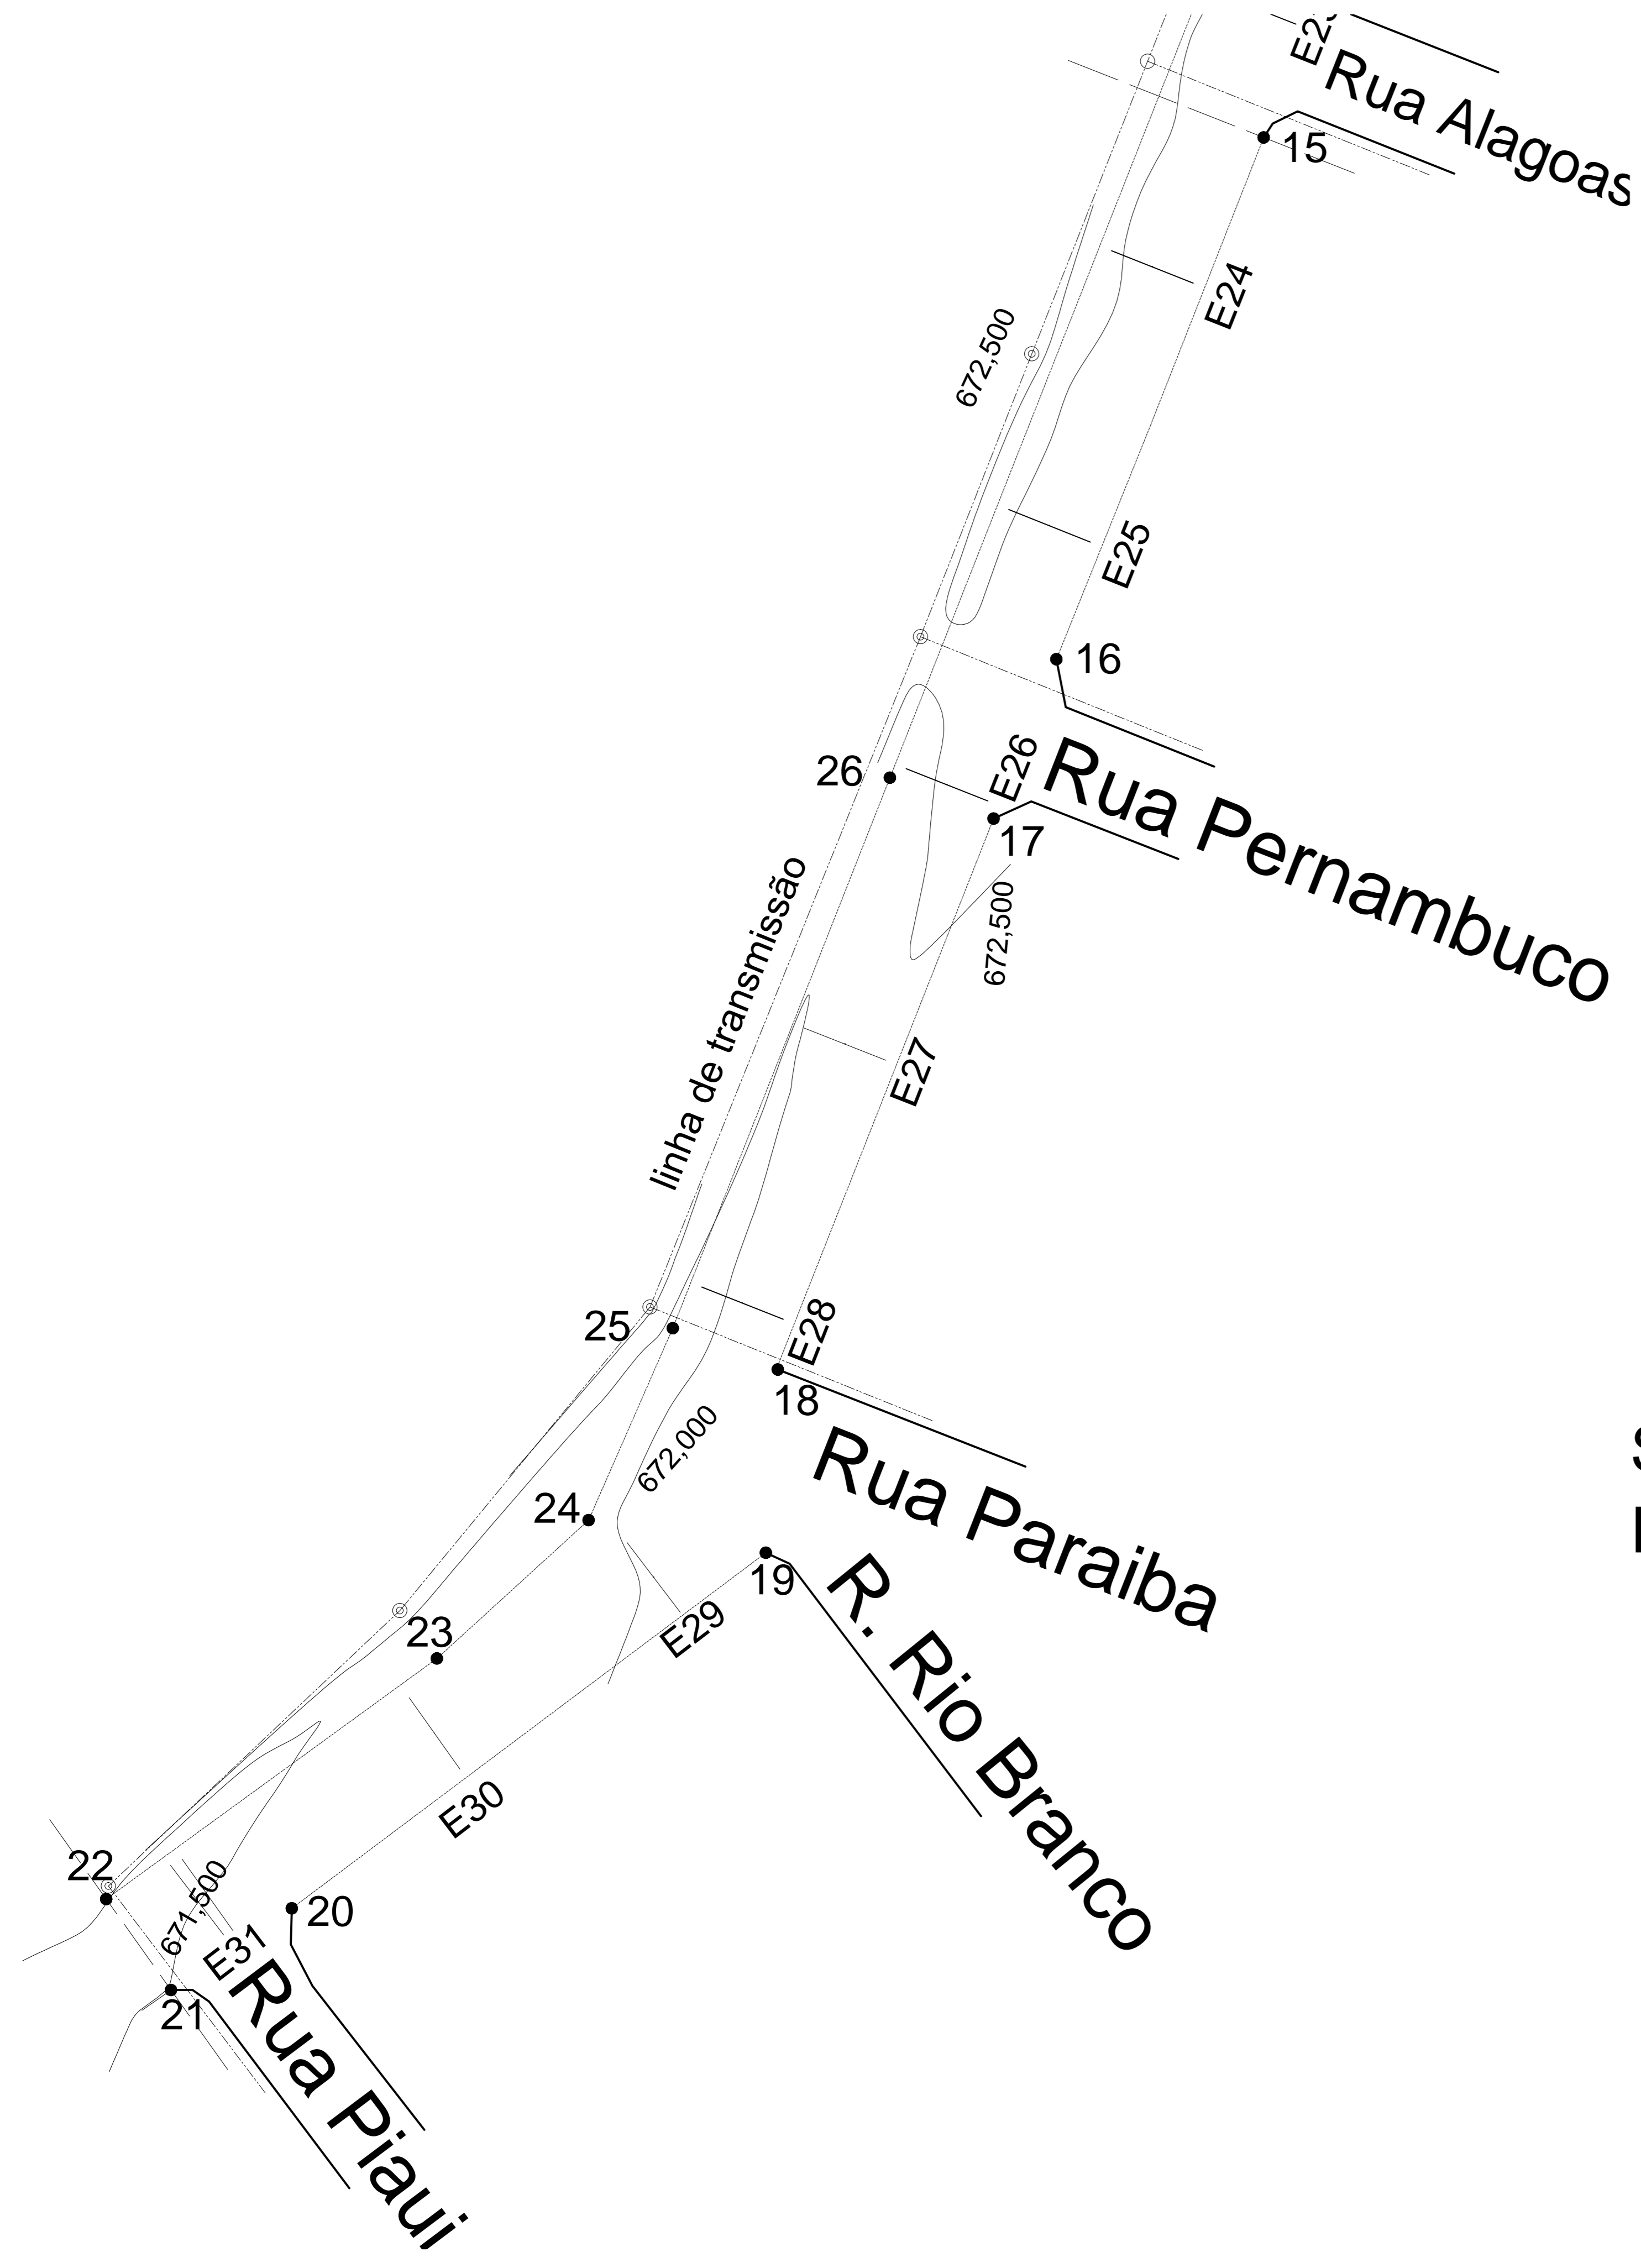 Rua Alagoas
15
E24
672,500
E25
16
E26
26
Rua Pernambuco
17
672,500
linha de transmissão
E27
E28
25
18
672,000
Rua Paraiba
24
19
R. Rio Branco
E29
23
E30
22
671,500
20
E31
21
Rua Piaui